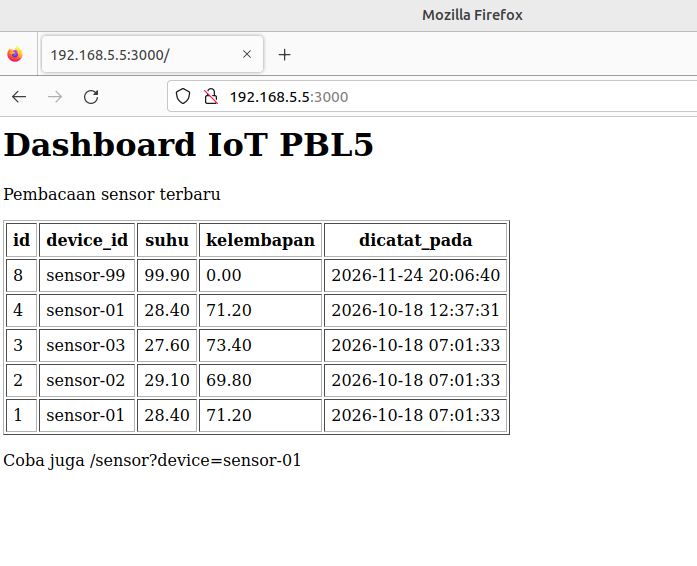 Mozilla Firefox
192.168.5.5:3000/
192.168.5.5:3000
Dashboard IoT PBL5
Pembacaan sensor terbaru
id device_id suhu kelembapan dicatat_pada
8 sensor-99 99.90 0.00 2026-11-24 20:06:40
4 sensor-01 28.40 71.20 2026-10-18 12:37:31
3 sensor-03 27.60 73.40 2026-10-18 07:01:33
2 sensor-02 29.10 69.80 2026-10-18 07:01:33
1 sensor-01 28.40 71.20 2026-10-18 07:01:33
Coba juga /sensor?device=sensor-01